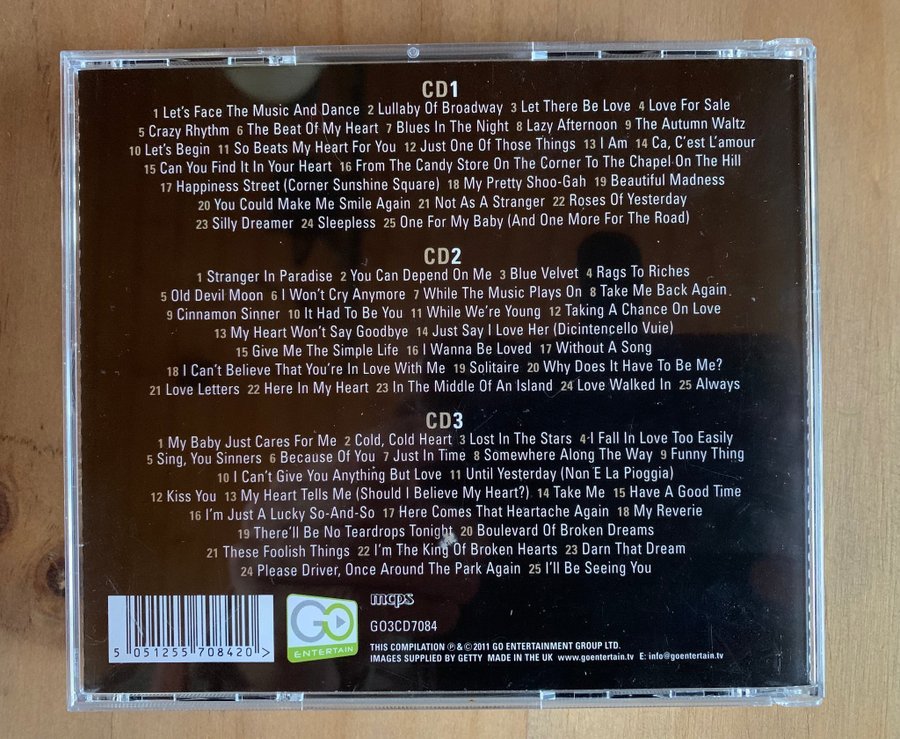 CD1
1 Let's Face The Music And Dance 2 Lullaby Of Broadway 3 Let There Be Love 4 Love For Sale
5 Crazy Rhythm 6 The Beat Of My Heart 7 Blues In The Night 8 Lazy Afternoon 9 The Autumn Waltz
10 Let's Begin 11 So Beats My Heart For You 12 Just One Of Those Things 13 I Am 14 Ca, C'est L'amour
15 Can You Find It In Your Heart 16 From The Candy Store On The Corner To The Chapel On The Hill
17 Happiness Street (Corner Sunshine Square) 18 My Pretty Shoo-Gah 19 Beautiful Madness
20 You Could Make Me Smile Again 21 Not As A Stranger 22 Roses Of Yesterday
23 Silly Dreamer 24 Sleepless 25 One For My Baby (And One More For The Road)
CD2
1 Stranger In Paradise 2 You Can Depend On Me 3 Blue Velvet 4 Rags To Riches
5 Old Devil Moon 6 I Won't Cry Anymore 7 While The Music Plays On 8 Take Me Back Again
9 Cinnamon Sinner 10 It Had To Be You 11 While We're Young 12 Taking A Chance On Love
13 My Heart Won't Say Goodbye 14 Just Say I Love Her (Dicintencello Vuie)
15 Give Me The Simple Life 16 I Wanna Be Loved 17 Without A Song
18 I Can't Believe That You're In Love With Me 19 Solitaire 20 Why Does It Have To Be Me?
21 Love Letters 22 Here In My Heart 23 In The Middle Of An Island 24 Love Walked In 25 Always
CD3
1 My Baby Just Cares For Me 2 Cold, Cold Heart 3 Lost In The Stars 4 I Fall In Love Too Easily
5 Sing, You Sinners 6 Because Of You 7 Just In Time 8 Somewhere Along The Way 9 Funny Thing
10 I Can't Give You Anything But Love 11 Until Yesterday (Non E La Pioggia)
12 Kiss You 13 My Heart Tells Me (Should I Believe My Heart?) 14 Take Me 15 Have A Good Time
16 I'm Just A Lucky So-And-So 17 Here Comes That Heartache Again 18 My Reverie
19 There'll Be No Teardrops Tonight 20 Boulevard Of Broken Dreams
21 These Foolish Things 22 I'm The King Of Broken Hearts 23 Darn That Dream
24 Please Driver, Once Around The Park Again 25 I'll Be Seeing You
5 051255 708420 >
GO
ENTERTAIN
mcps
GO3CD7084
THIS COMPILATION ℗ & © 2011 GO ENTERTAINMENT GROUP LTD.
IMAGES SUPPLIED BY GETTY MADE IN THE UK www.goentertain.tv E: info@goentertain.tv